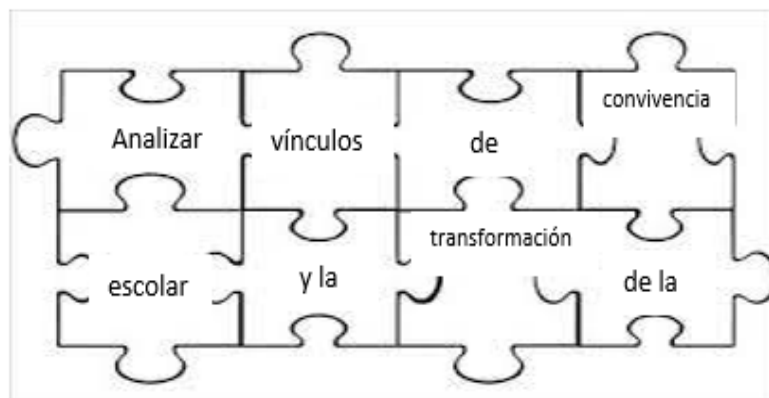 Analizar vínculos de convivencia
escolar y la transformación de la